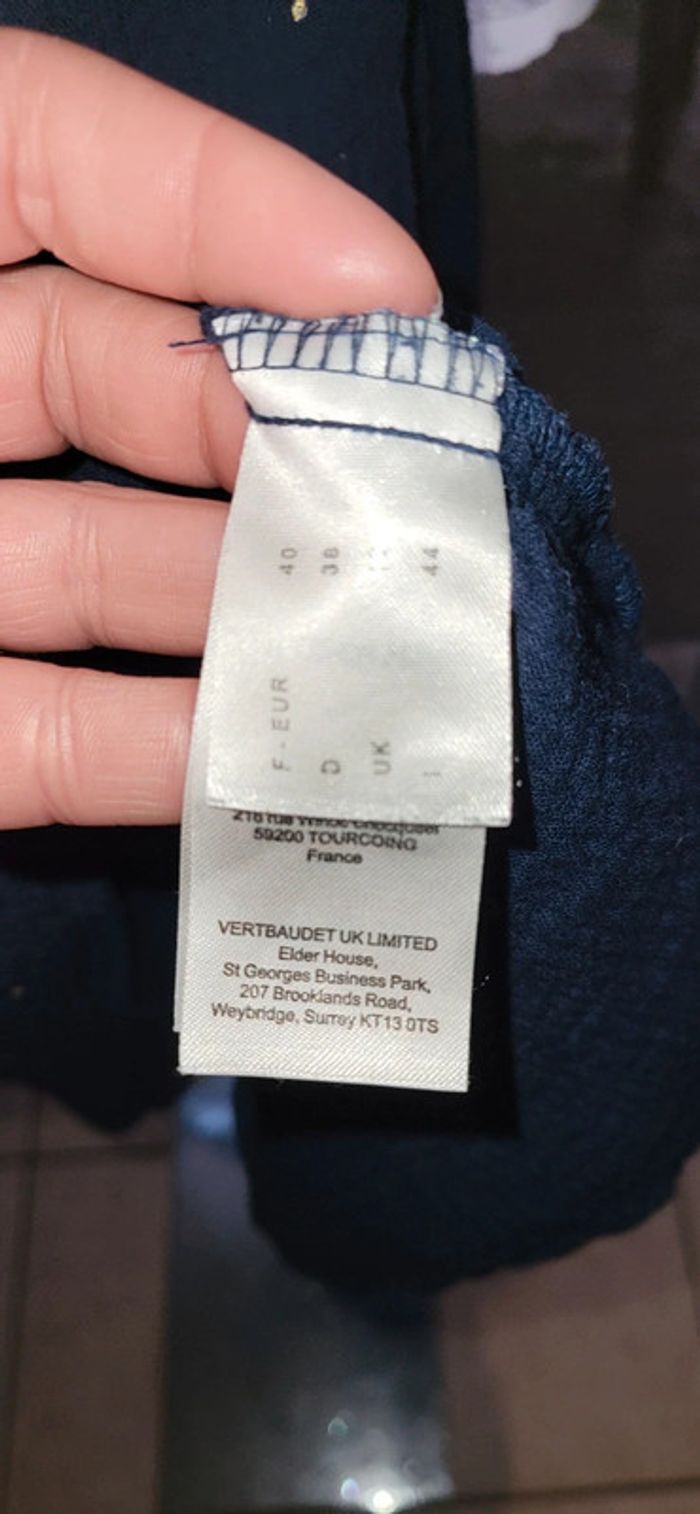 F - EUR 40
D 38
UK
I 44
59200 TOURCOING
France
VERTBAUDET UK LIMITED
Elder House,
St Georges Business Park,
207 Brooklands Road,
Weybridge, Surrey KT13 0TS